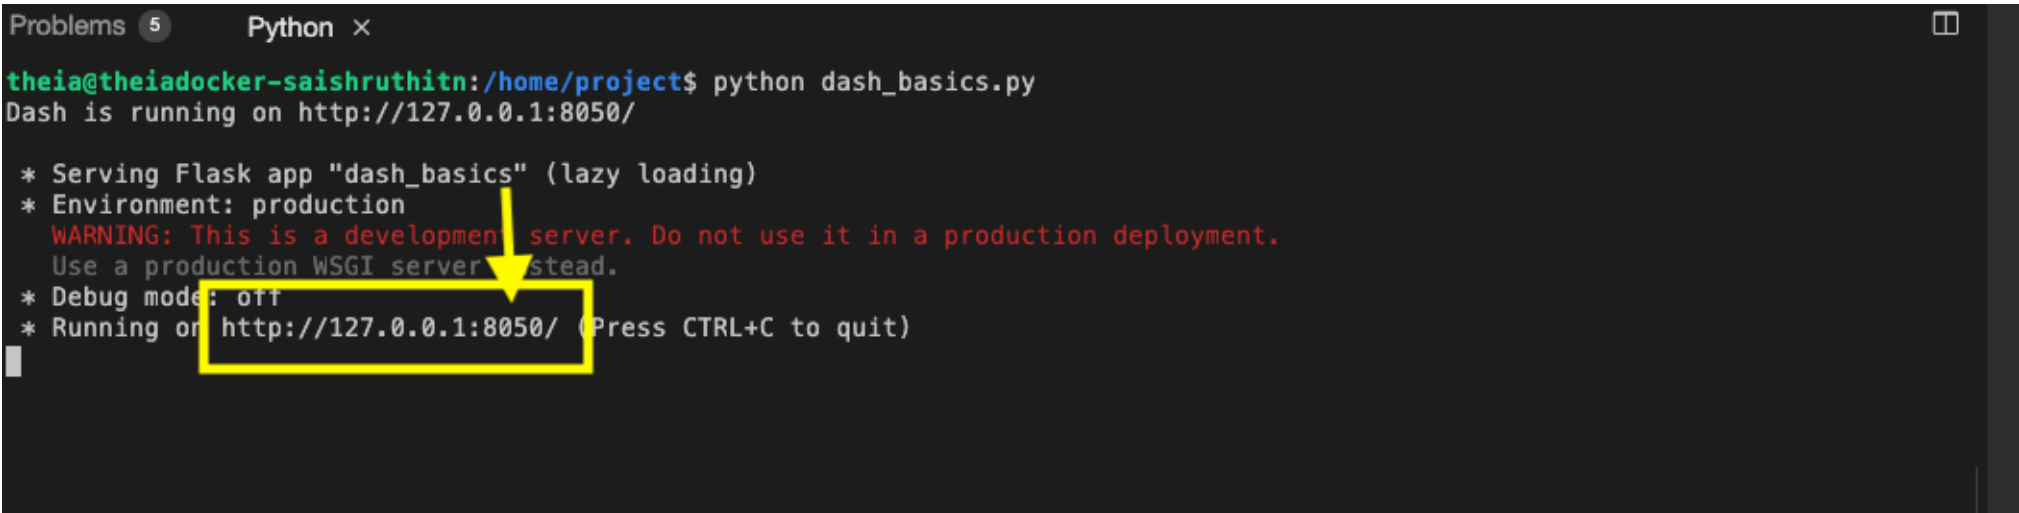 Problems 5 Python ×
theia@theiadocker-saishruthitn:/home/project$ python dash_basics.py
Dash is running on http://127.0.0.1:8050/
* Serving Flask app "dash_basics" (lazy loading)
* Environment: production
WARNING: This is a development server. Do not use it in a production deployment.
Use a production WSGI server instead.
* Debug mode: off
* Running on http://127.0.0.1:8050/ (Press CTRL+C to quit)